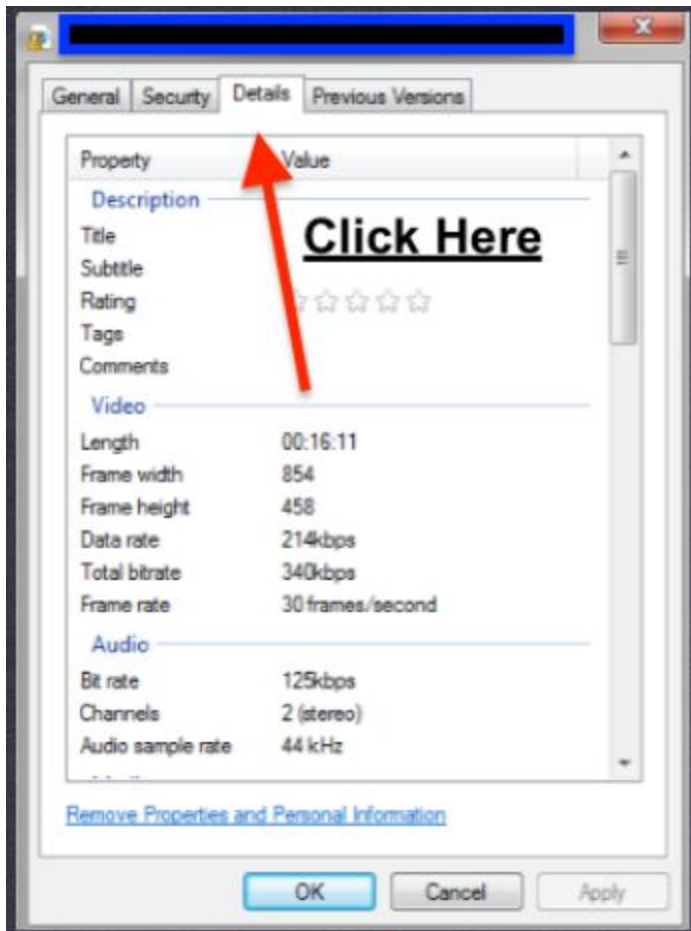 General Security Details Previous Versions
Property Value
Description
Title
Click Here
Subtitle
Rating
Tags
Comments
Video
Length 00:16:11
Frame width 854
Frame height 458
Data rate 214kbps
Total bitrate 340kbps
Frame rate 30 frames/second
Audio
Bit rate 125kbps
Channels 2 (stereo)
Audio sample rate 44 kHz
Remove Properties and Personal Information
OK Cancel Apply